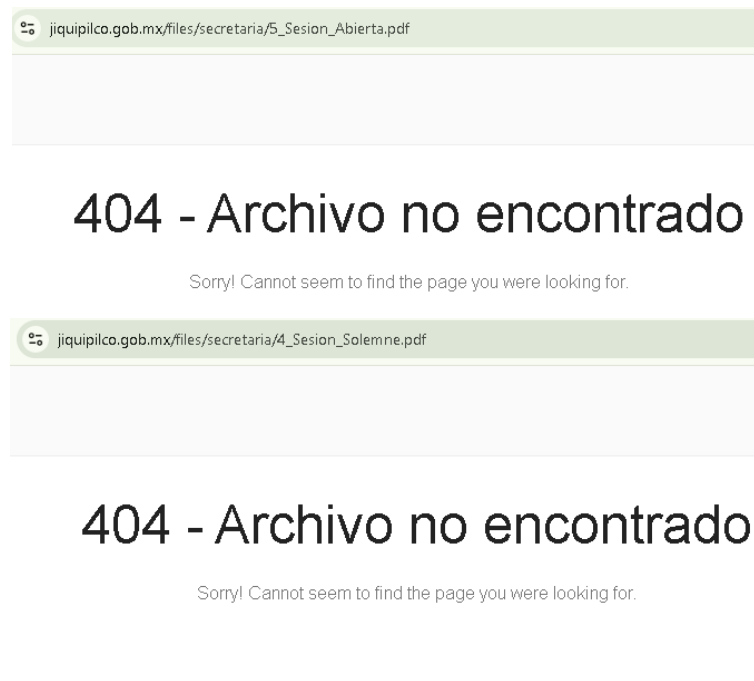 jiquipilco.gob.mx/files/secretaria/5_Sesion_Abierta.pdf
404 - Archivo no encontrado
Sorry! Cannot seem to find the page you were looking for.
jiquipilco.gob.mx/files/secretaria/4_Sesion_Solemne.pdf
404 - Archivo no encontrado
Sorry! Cannot seem to find the page you were looking for.